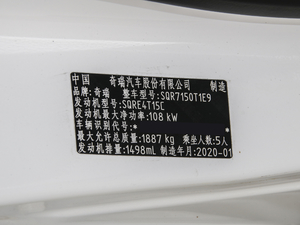 中国 奇瑞汽车股份有限公司 制造
品牌：奇瑞 整车型号：SQR7150T1E9
发动机型号：SQRE4T15C
发动机最大净功率：108 kW
车辆识别代号：
*
最大允许总质量：1887 kg 乘坐人数：5人
发动机排量：1498mL 制造年月：2020-01